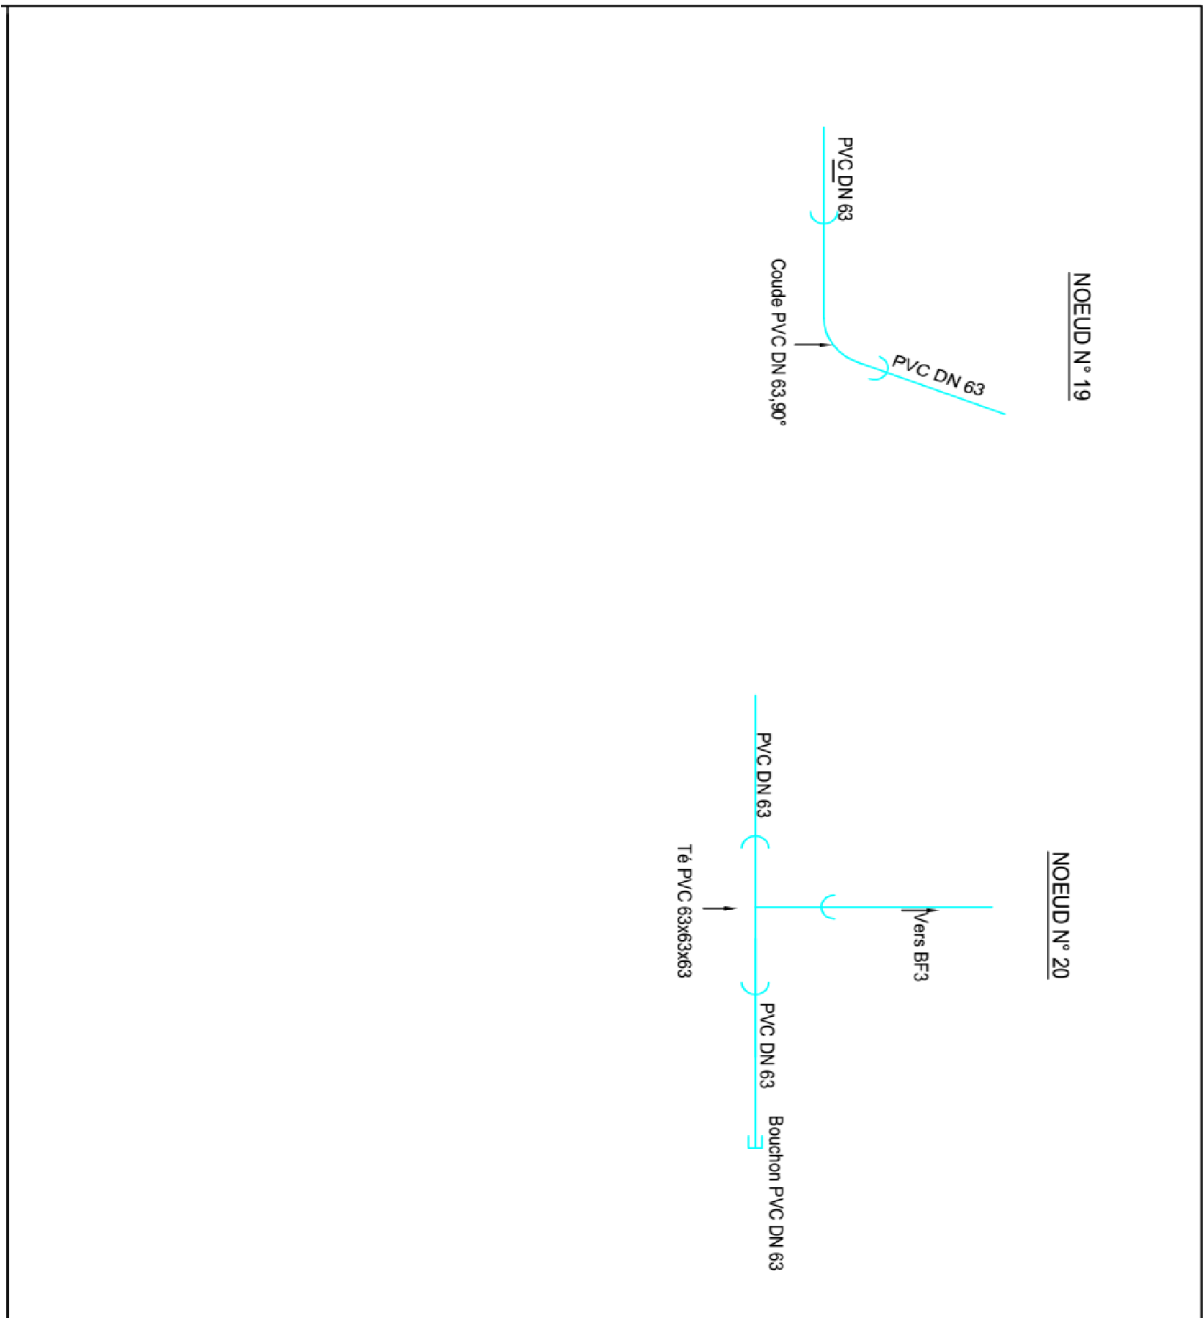 NOEUD N° 19
PVC DN 63
PVC DN 63
Coude PVC DN 63,90°
NOEUD N° 20
Vers BF3
PVC DN 63
PVC DN 63
Bouchon PVC DN 63
Té PVC 63x63x63